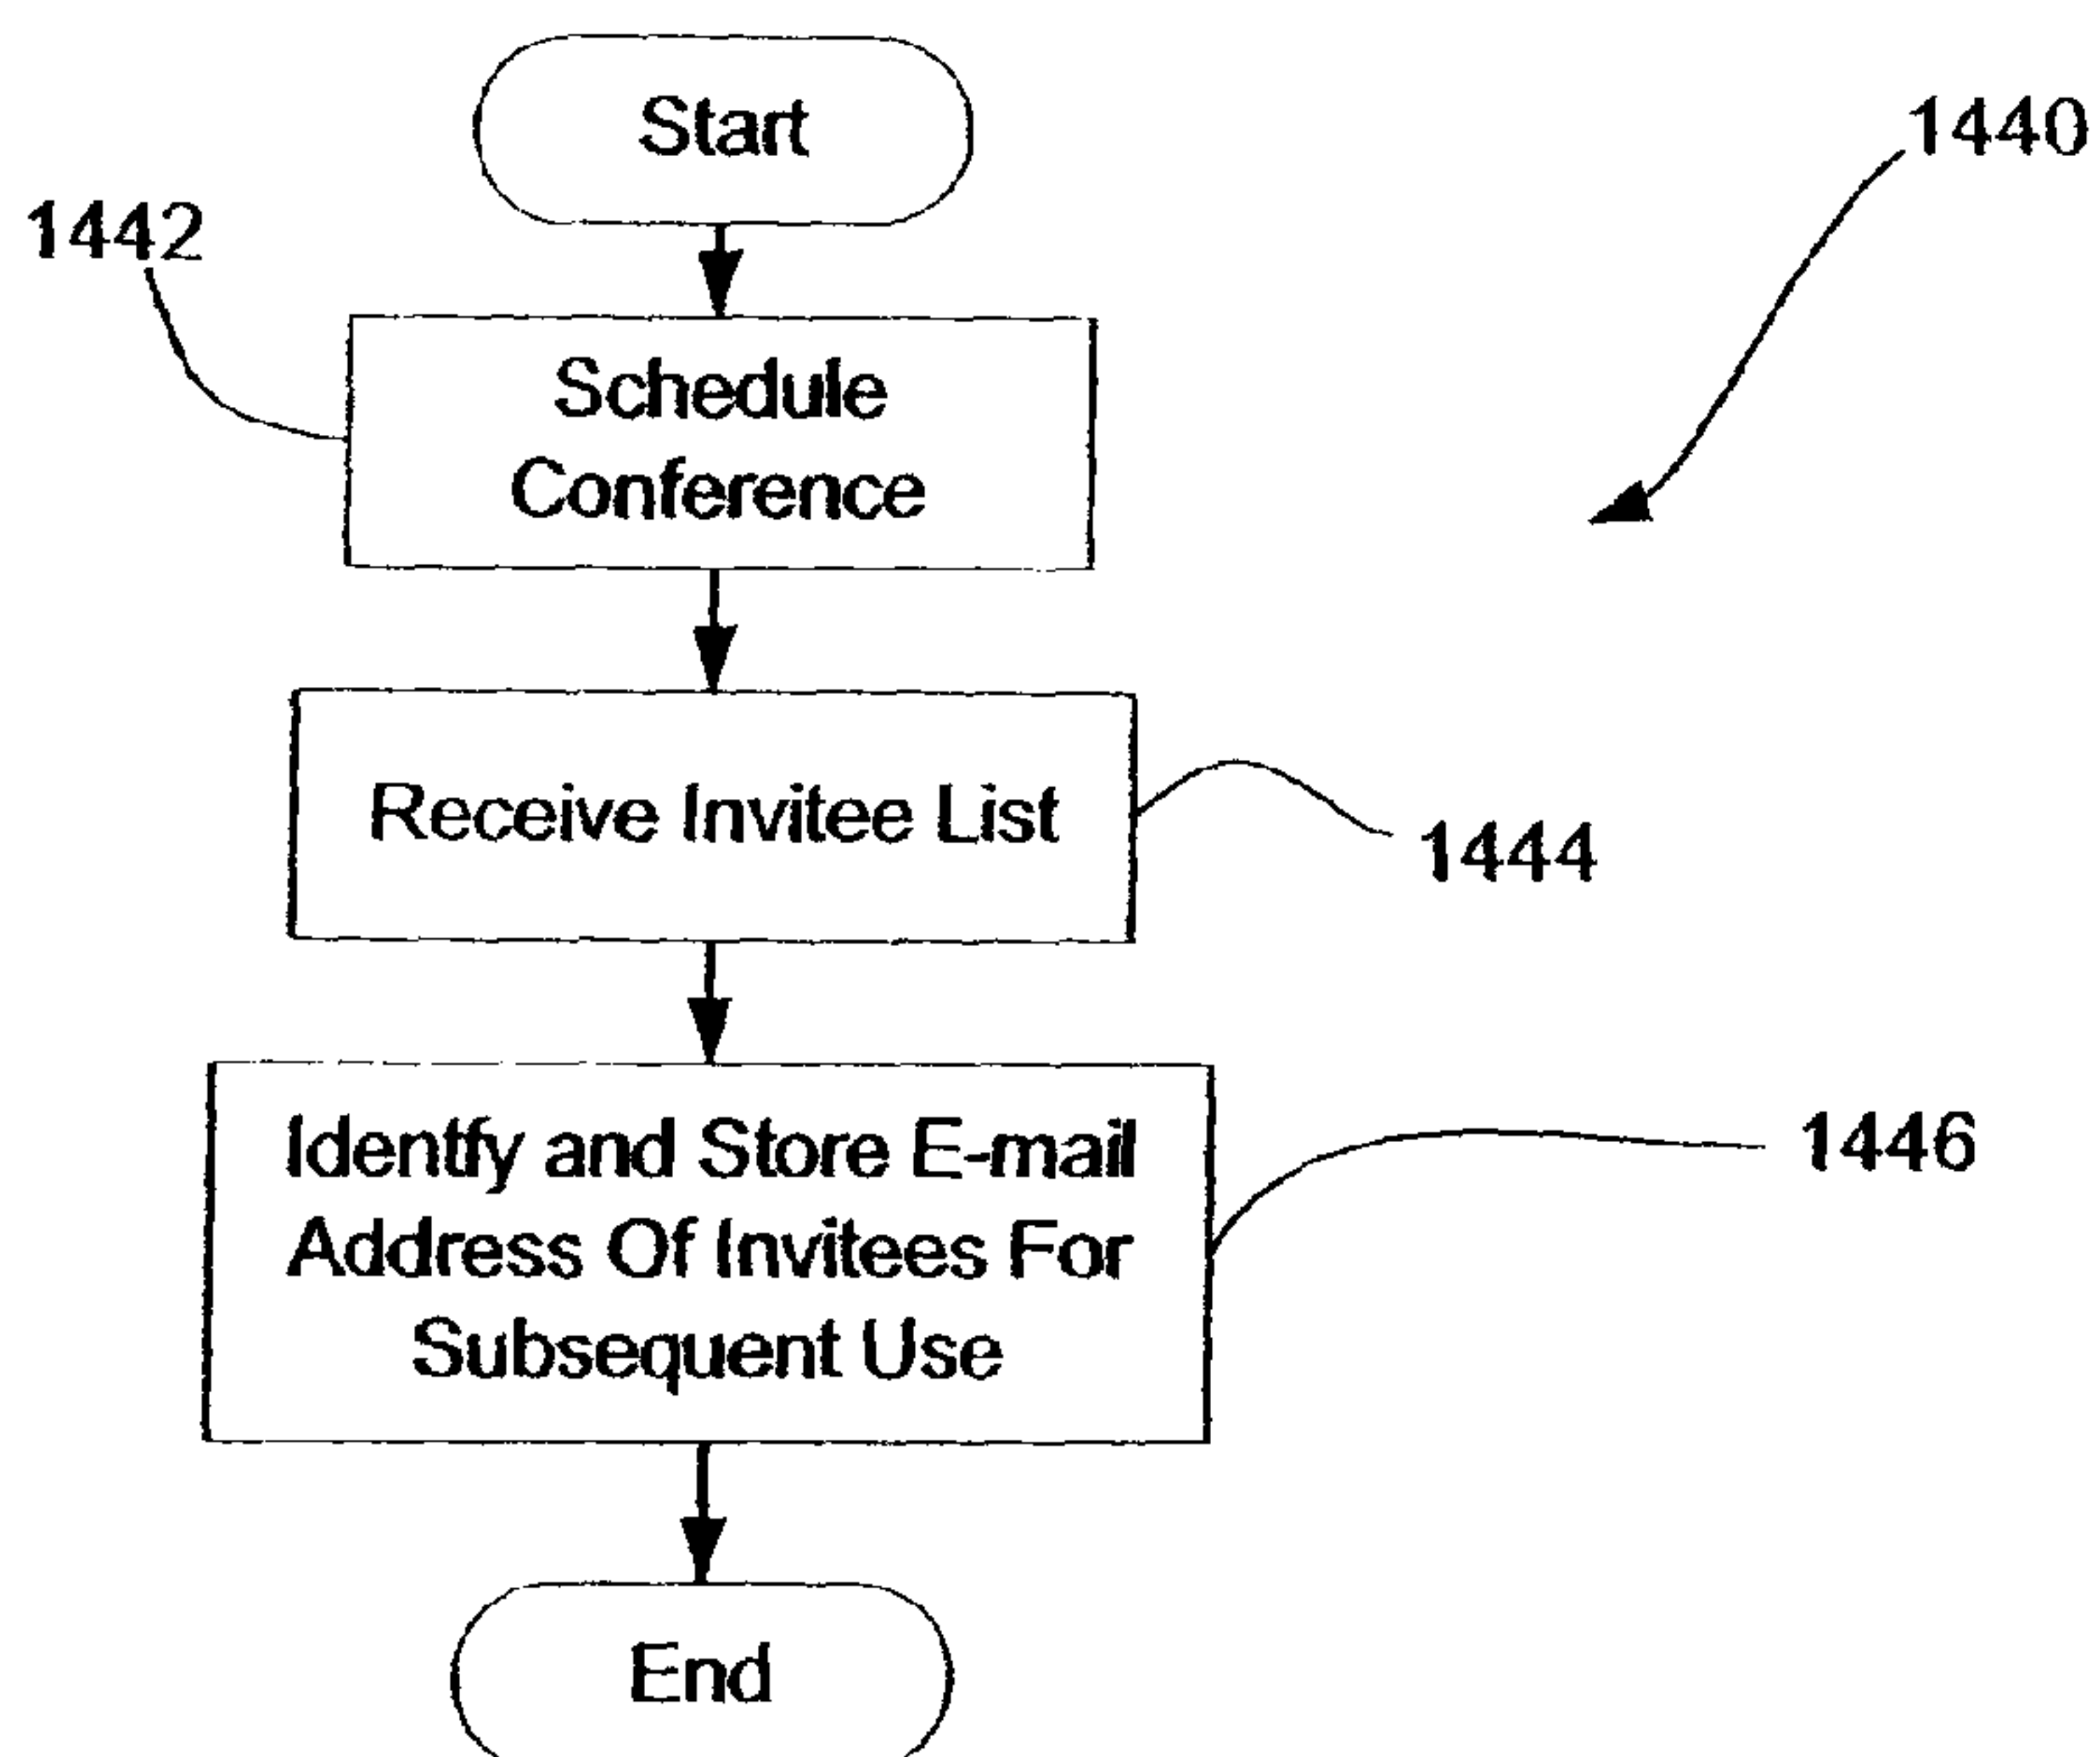 Start
1440
1442
Schedule
Conference
Receive Invitee List
1444
Identify and Store E-mail
Address Of Invitees For
Subsequent Use
1446
End